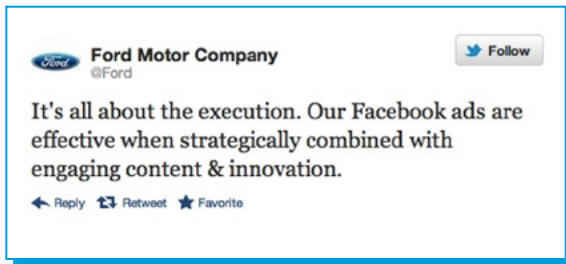 Ford
Ford Motor Company
@Ford
Follow
It's all about the execution. Our Facebook ads are
effective when strategically combined with
engaging content & innovation.
Reply Retweet Favorite